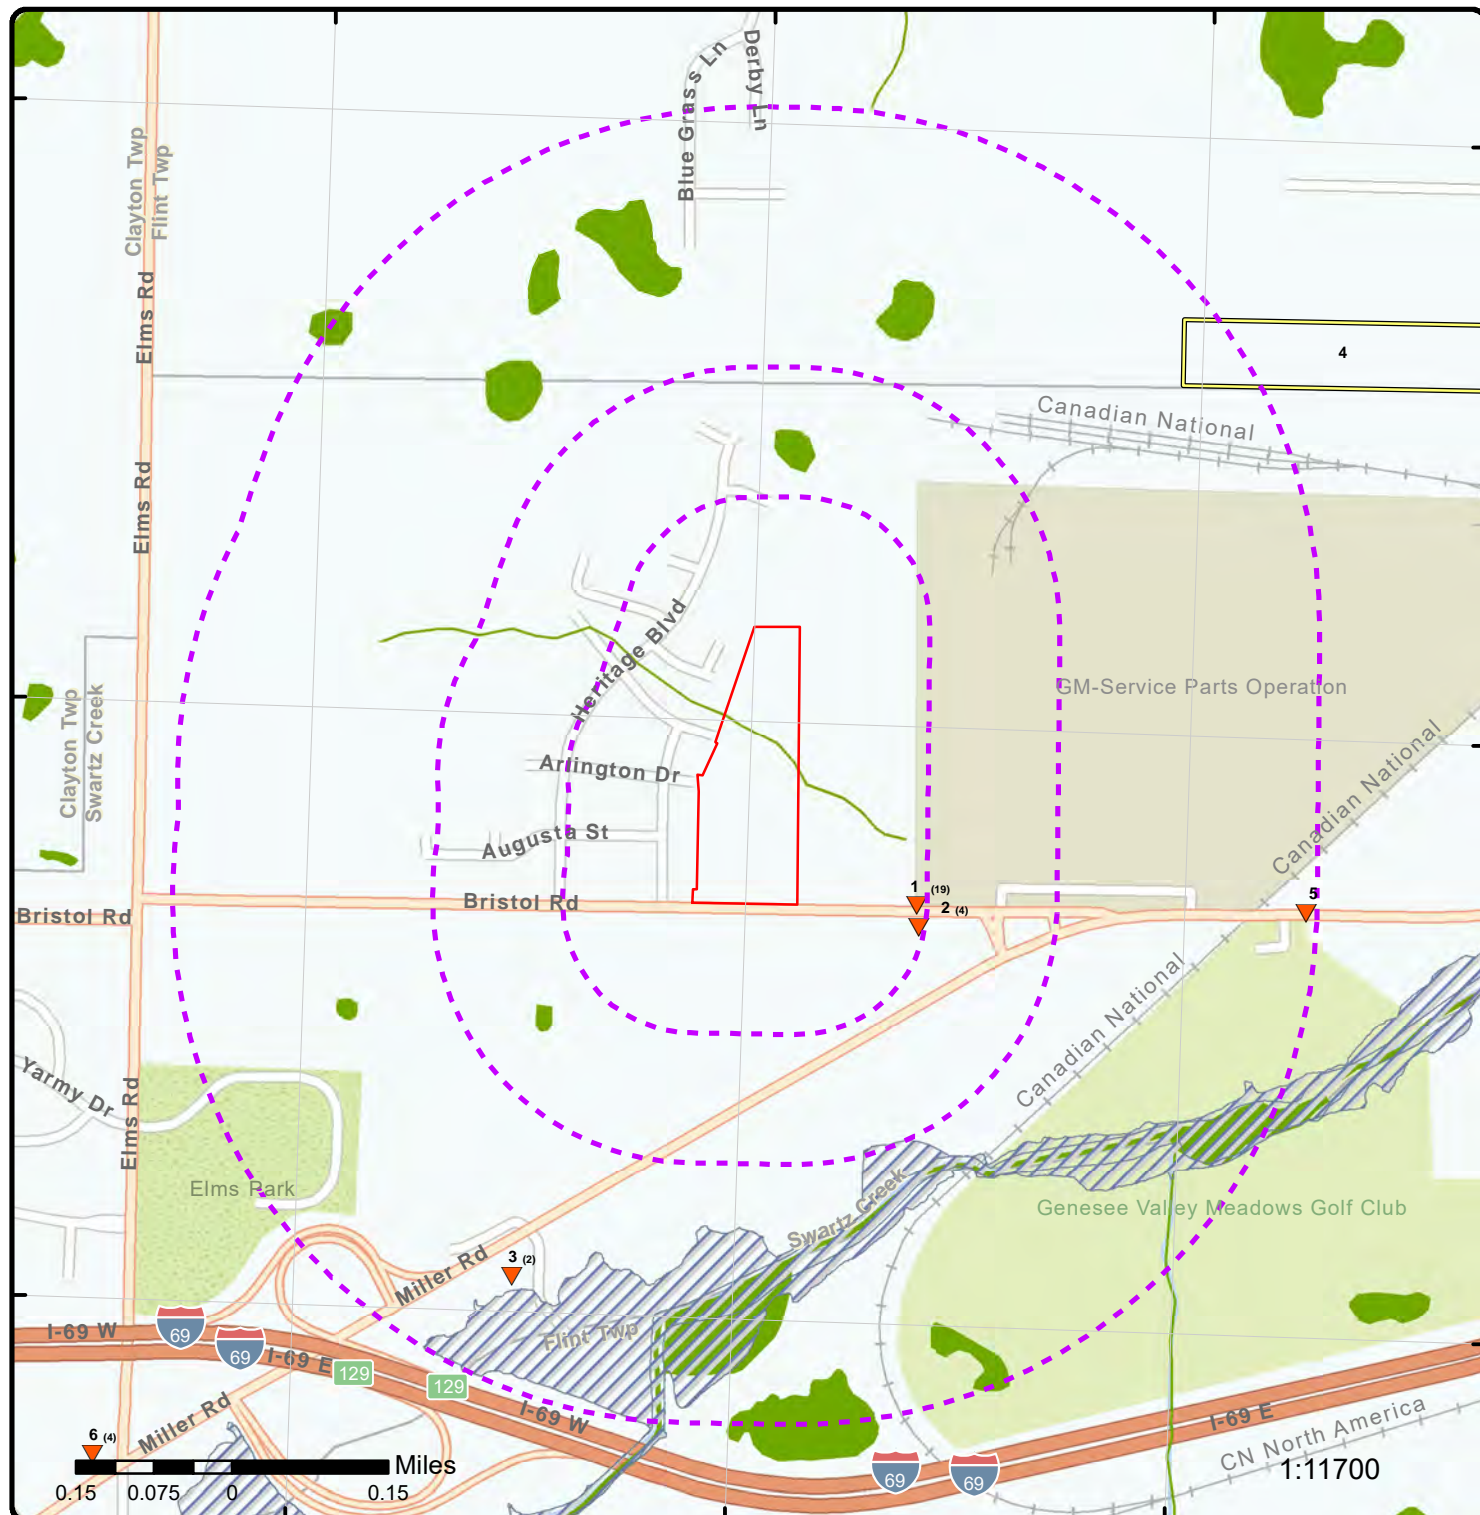 Blue Grass Ln
Derby Ln
Clayton Twp
Flint Twp
Elms Rd
4
Canadian National
Elms Rd
Heritage Blvd
GM-Service Parts Operation
Clayton Twp
Swartz Creek
Arlington Dr
Canadian National
Augusta St
1 (19)
5
Bristol Rd
Bristol Rd
2 (4)
Canadian National
Yarmy Dr
Elms Rd
Elms Park
Swartz Creek
Genesee Valley Meadows Golf Club
3 (2)
Miller Rd
Flint Twp
I-69 W
69
69
I-69 E
129
129
I-69 W
I-69 E
Miller Rd
6 (4)
CN North America
69
69
Miles
0.15 0.075 0 0.15
1:11700